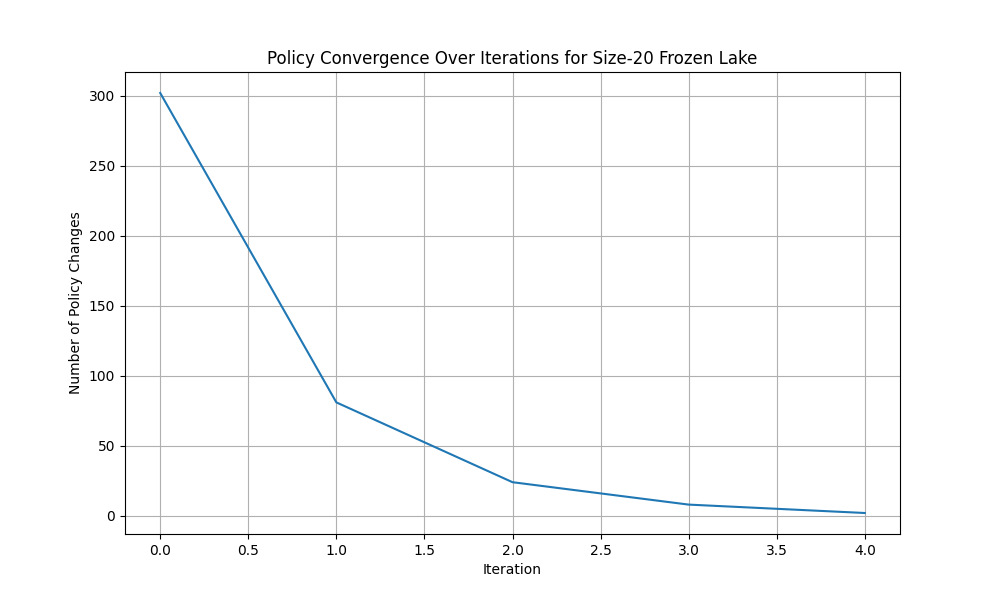 Policy Convergence Over Iterations for Size-20 Frozen Lake
Number of Policy Changes
300
250
200
150
100
50
0
0.0 0.5 1.0 1.5 2.0 2.5 3.0 3.5 4.0
Iteration